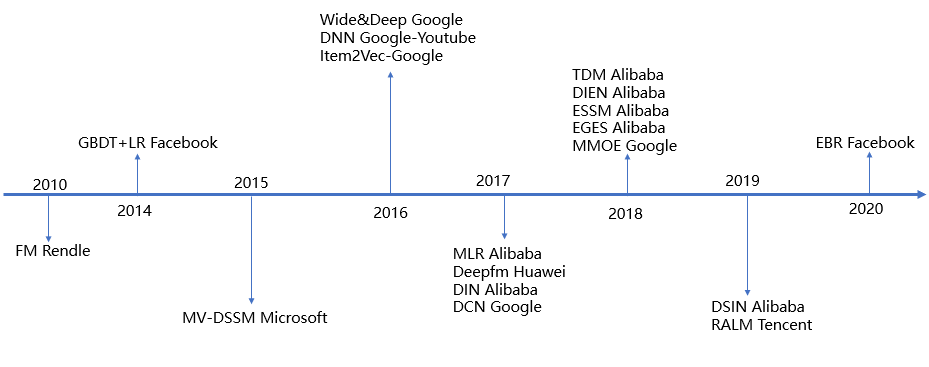 Wide&Deep Google
DNN Google-Youtube
Item2Vec-Google
TDM Alibaba
DIEN Alibaba
ESSM Alibaba
EGES Alibaba
MMOE Google
GBDT+LR Facebook
EBR Facebook
2010
2015
2017
2019
2014
2016
2018
2020
FM Rendle
MLR Alibaba
Deepfm Huawei
DIN Alibaba
DCN Google
MV-DSSM Microsoft
DSIN Alibaba
RALM Tencent